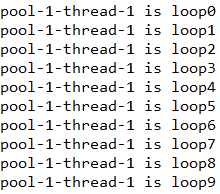 pool-1-thread-1 is loop0
pool-1-thread-1 is loop1
pool-1-thread-1 is loop2
pool-1-thread-1 is loop3
pool-1-thread-1 is loop4
pool-1-thread-1 is loop5
pool-1-thread-1 is loop6
pool-1-thread-1 is loop7
pool-1-thread-1 is loop8
pool-1-thread-1 is loop9